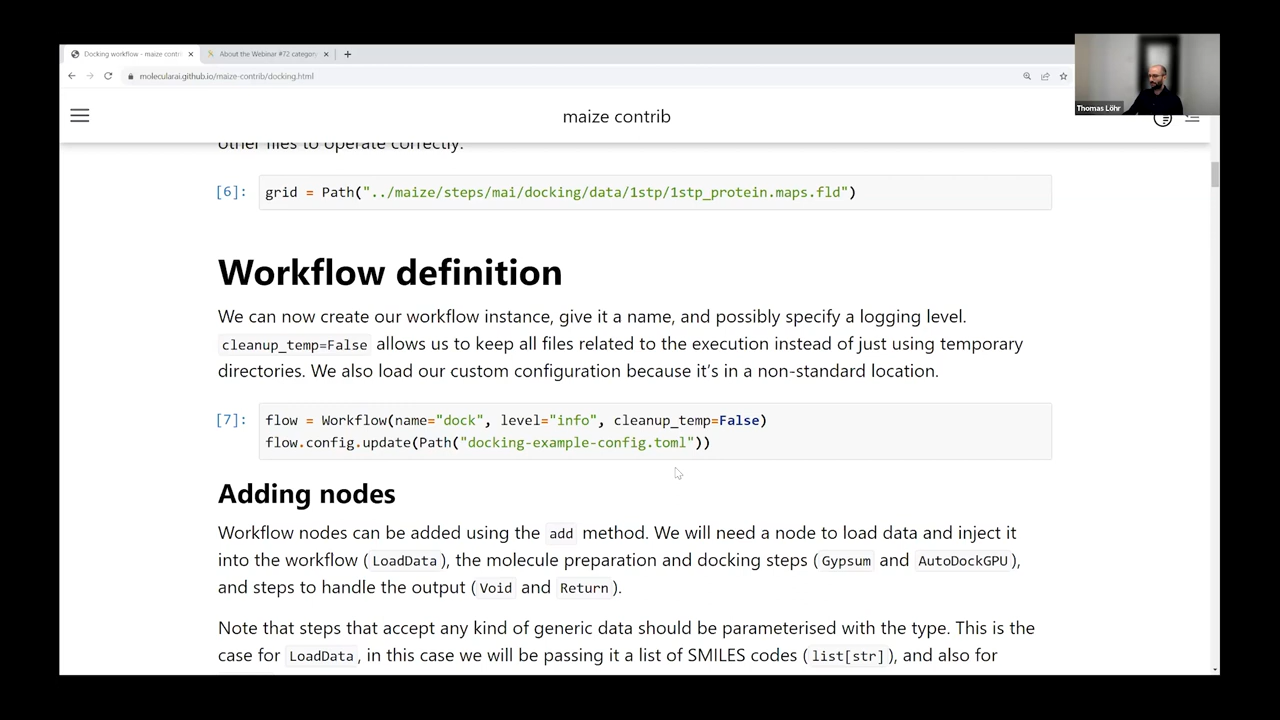 Docking workflow - maize contri
About the Webinar #72 category
molecularai.github.io/maize-contrib/docking.html
Thomas Löhr
maize contrib
other files to operate correctly.
[6]:
grid = Path("../maize/steps/mai/docking/data/1stp/1stp_protein.maps.fld")
Workflow definition
We can now create our workflow instance, give it a name, and possibly specify a logging level.
cleanup_temp=False allows us to keep all files related to the execution instead of just using temporary
directories. We also load our custom configuration because it's in a non-standard location.
[7]:
flow = Workflow(name="dock", level="info", cleanup_temp=False)
flow.config.update(Path("docking-example-config.toml"))
Adding nodes
Workflow nodes can be added using the add method. We will need a node to load data and inject it
into the workflow (LoadData), the molecule preparation and docking steps (Gypsum and AutoDockGPU),
and steps to handle the output (Void and Return).
Note that steps that accept any kind of generic data should be parameterised with the type. This is the
case for LoadData, in this case we will be passing it a list of SMILES codes (list[str]), and also for